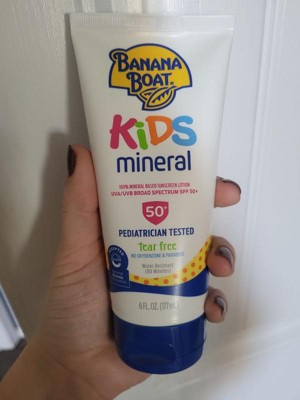 BANANA
BOAT®
KiDS
mineral
100% MINERAL BASED SUNSCREEN LOTION
UVA/UVB BROAD SPECTRUM SPF 50+
50+
PEDIATRICIAN TESTED
tear free
NO OXYBENZONE & PARABENS
Water Resistant
(80 Minutes)
6 FL. OZ. (177mL)